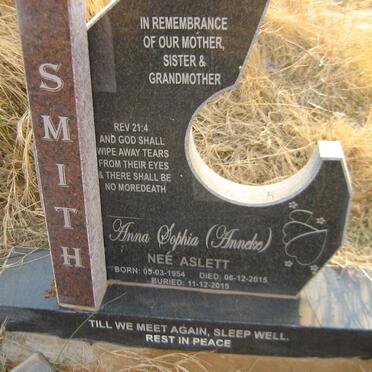 SMITH
IN REMEMBRANCE
OF OUR MOTHER,
SISTER &
GRANDMOTHER
REV 21:4
AND GOD SHALL
WIPE AWAY TEARS
FROM THEIR EYES
& THERE SHALL BE
NO MOREDEATH
Anna Sophia (Anneke)
NEÉ ASLETT
BORN: 05-03-1954 DIED: 06-12-2015
BURIED: 11-12-2015
TILL WE MEET AGAIN, SLEEP WELL.
REST IN PEACE